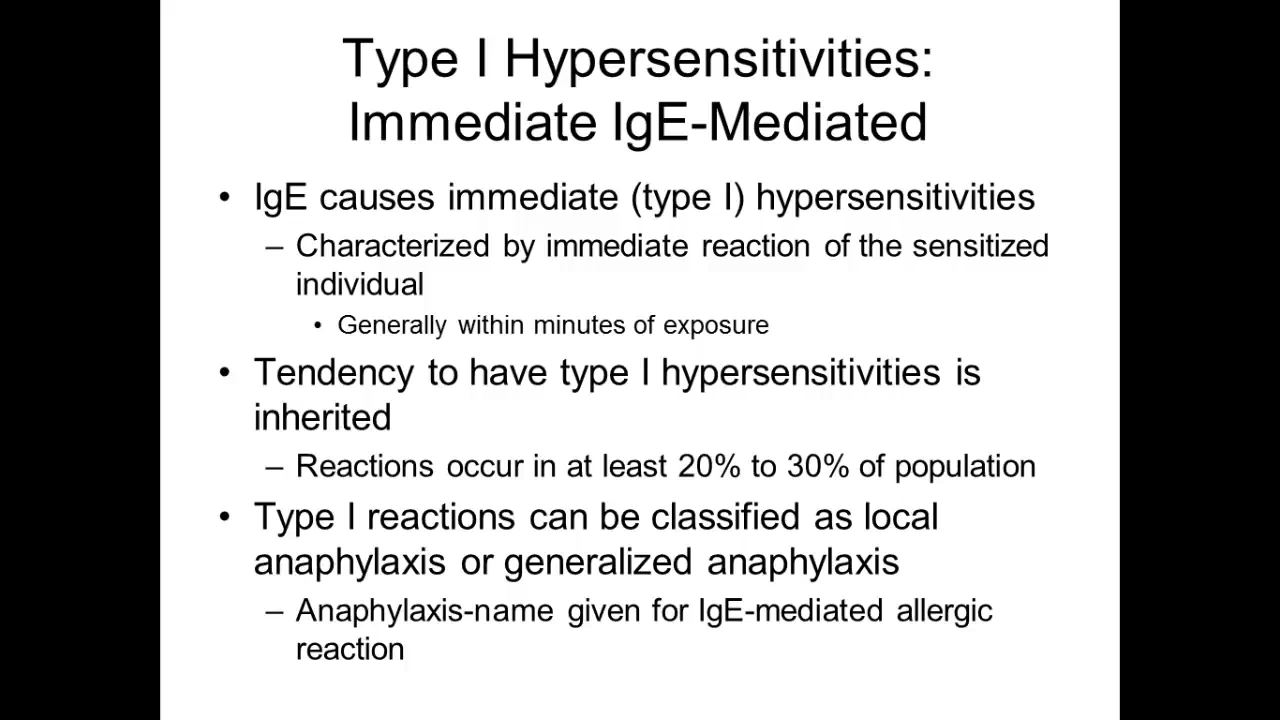 Type I Hypersensitivities:
Immediate IgE-Mediated
• IgE causes immediate (type I) hypersensitivities
– Characterized by immediate reaction of the sensitized
individual
• Generally within minutes of exposure
• Tendency to have type I hypersensitivities is
inherited
– Reactions occur in at least 20% to 30% of population
• Type I reactions can be classified as local
anaphylaxis or generalized anaphylaxis
– Anaphylaxis-name given for IgE-mediated allergic
reaction